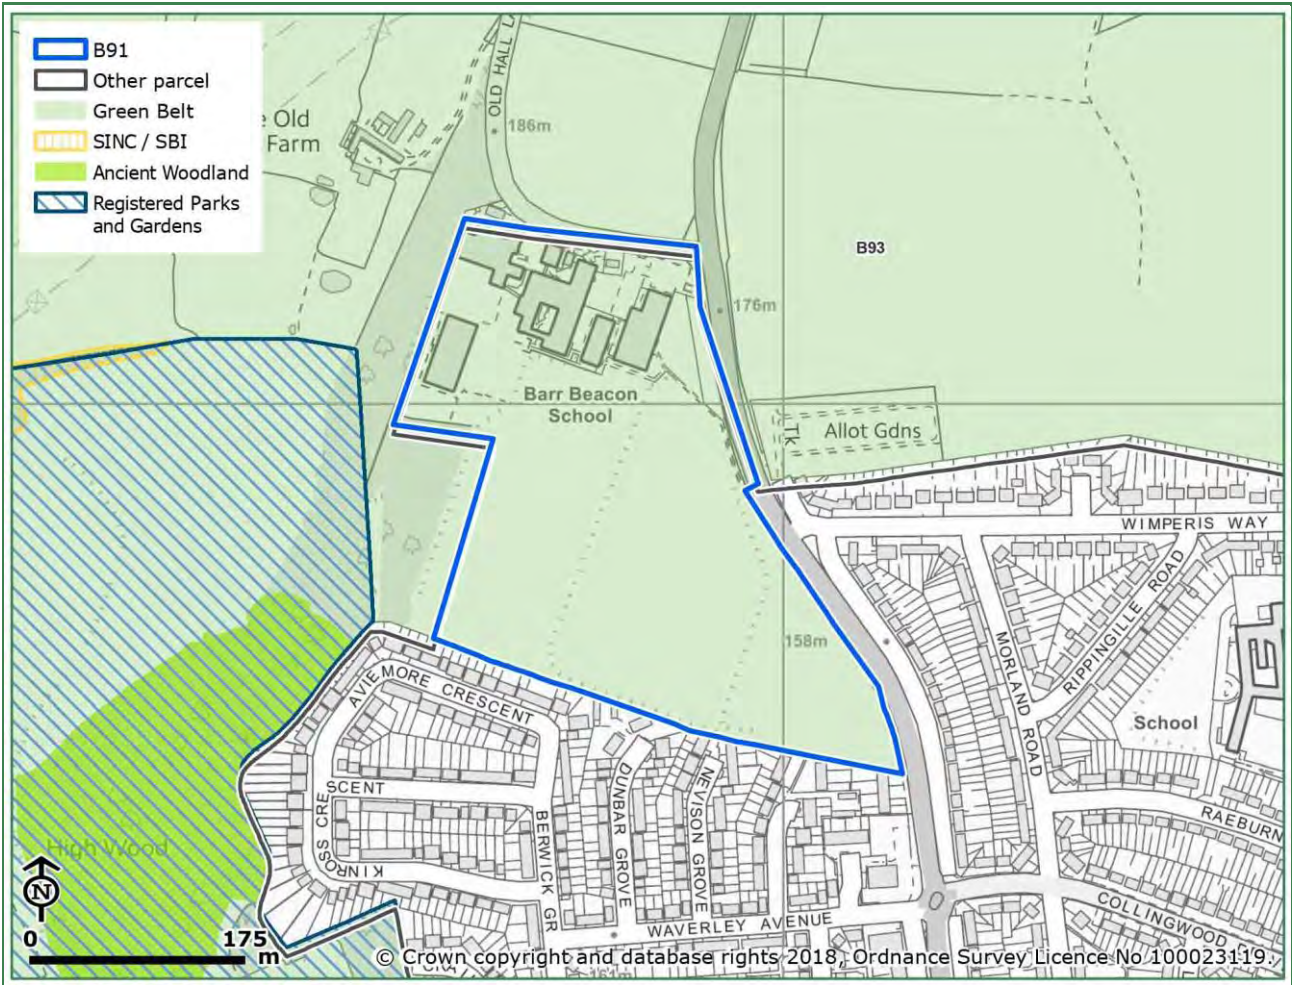 B91
Other parcel
Green Belt
SINC / SBI
Ancient Woodland
Registered Parks
and Gardens
Old
Farm
OLD HALL
186m
B93
176m
Barr Beacon
School
Allot Gdns
Tk
WIMPERIS WAY
RIPPINGILLE ROAD
MORLAND ROAD
158m
School
AVIEMORE CRESCENT
SCENT
KINROSS CRE
DUNBAR GROVE
NEVISON GROVE
BERWICK GR
RAEBURN
COLLINGWOOD
WAVERLEY AVENUE
High Wood
N
0 175
m
© Crown copyright and database rights 2018, Ordnance Survey Licence No 100023119.